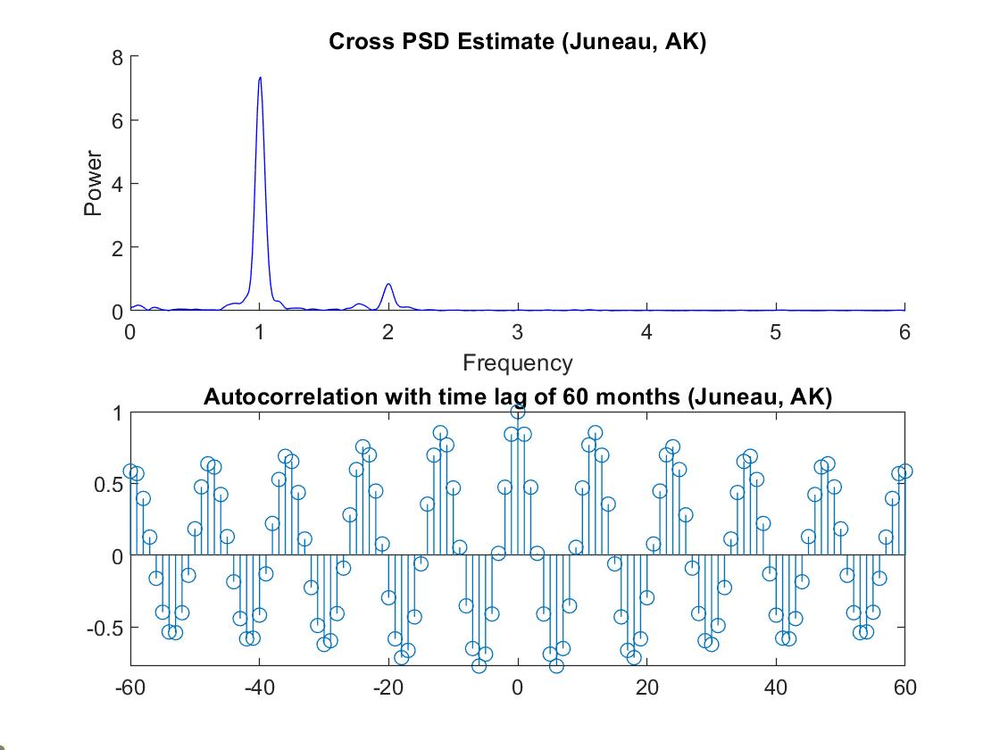 Cross PSD Estimate (Juneau, AK)
8
6
4
2
0
Power
0 1 2 3 4 5 6
Frequency
Autocorrelation with time lag of 60 months (Juneau, AK)
1
0.5
0
-0.5
-60 -40 -20 0 20 40 60